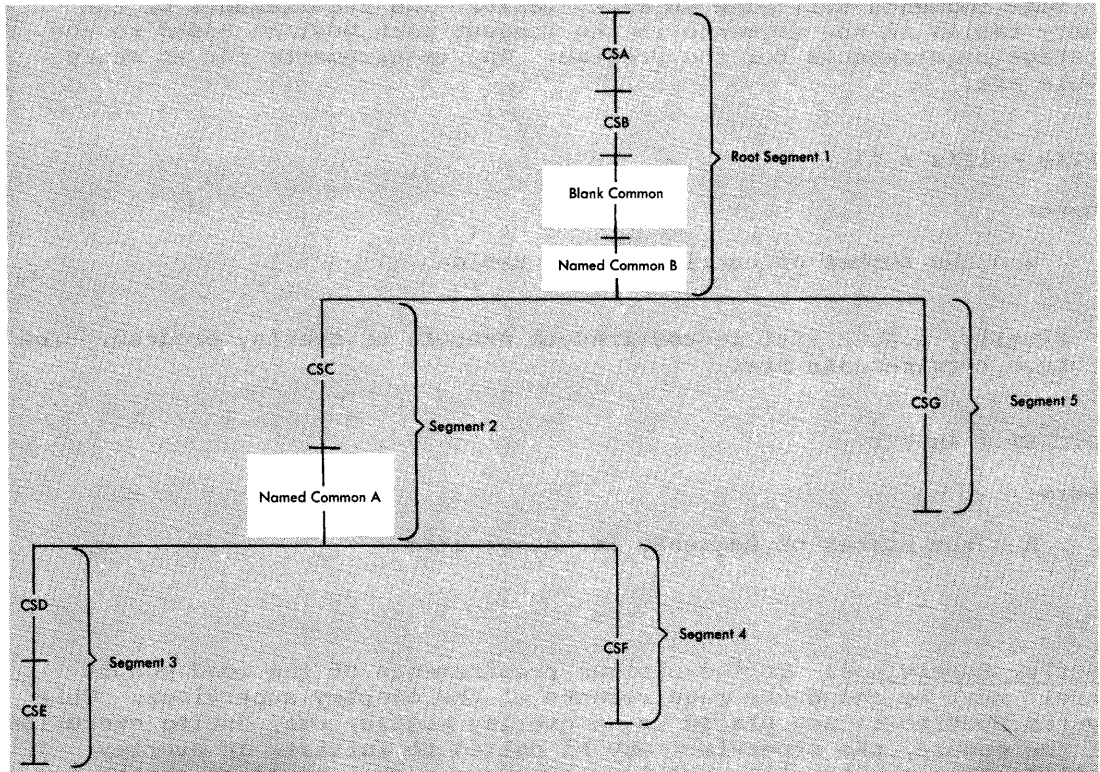 CSA
CSB
Root Segment 1
Blank Common
Named Common B
CSC
Segment 2
CSG
Segment 5
Named Common A
CSD
Segment 3
CSE
CSF
Segment 4